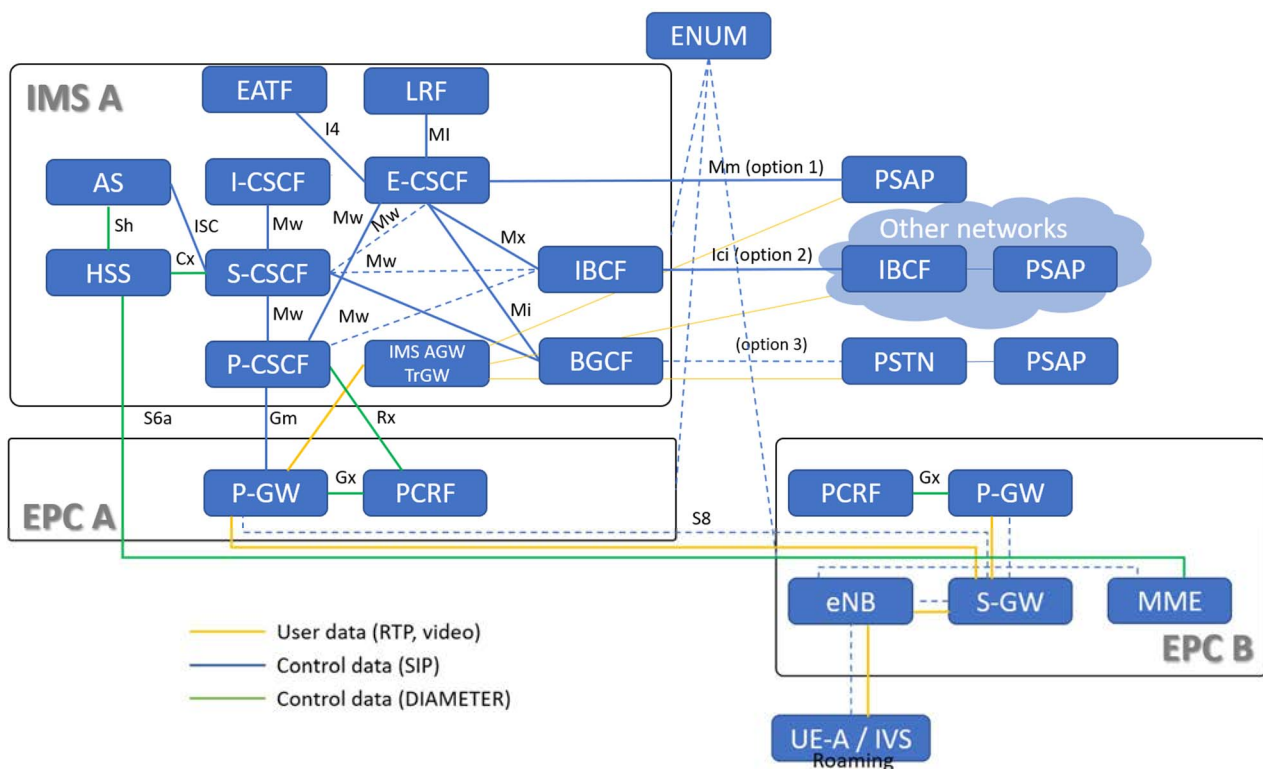 ENUM
IMS A
EATF
LRF
I4
MI
AS
I-CSCF
E-CSCF
Mm (option 1)
PSAP
Sh
ISC
Mw
Mw
Mw
Mx
Other networks
HSS
Cx
S-CSCF
Mw
IBCF
Ici (option 2)
IBCF
PSAP
Mw
Mw
Mi
P-CSCF
IMS AGW
TrGW
BGCF
(option 3)
PSTN
PSAP
S6a
Gm
Rx
EPC A
P-GW
Gx
PCRF
S8
PCRF
Gx
P-GW
eNB
S-GW
MME
EPC B
User data (RTP, video)
Control data (SIP)
Control data (DIAMETER)
UE-A / IVS
Roaming